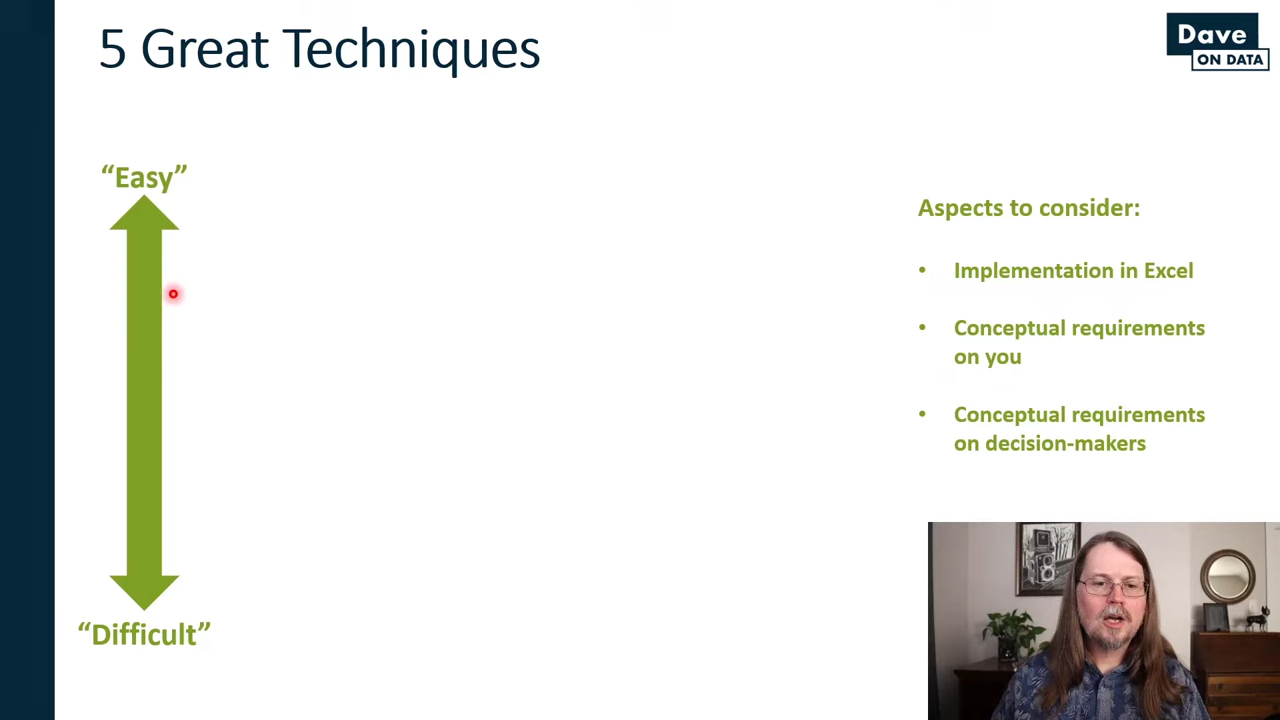 5 Great Techniques
Dave
ON DATA
“Easy”
“Difficult”
Aspects to consider:
• Implementation in Excel
• Conceptual requirements
on you
• Conceptual requirements
on decision-makers